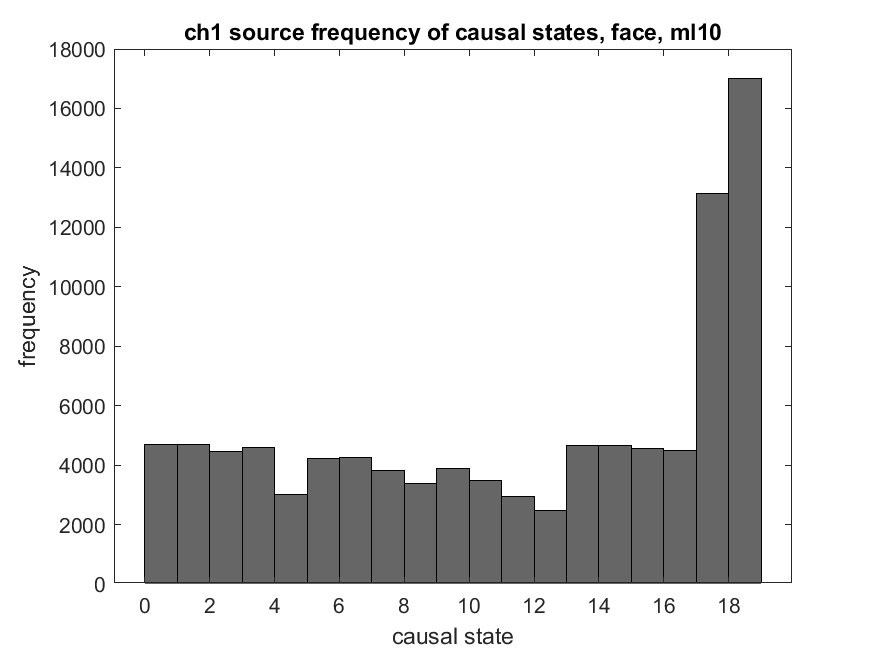 ch1 source frequency of causal states, face, ml10
18000
16000
14000
12000
10000
8000
6000
4000
2000
0
frequency
0 2 4 6 8 10 12 14 16 18
causal state